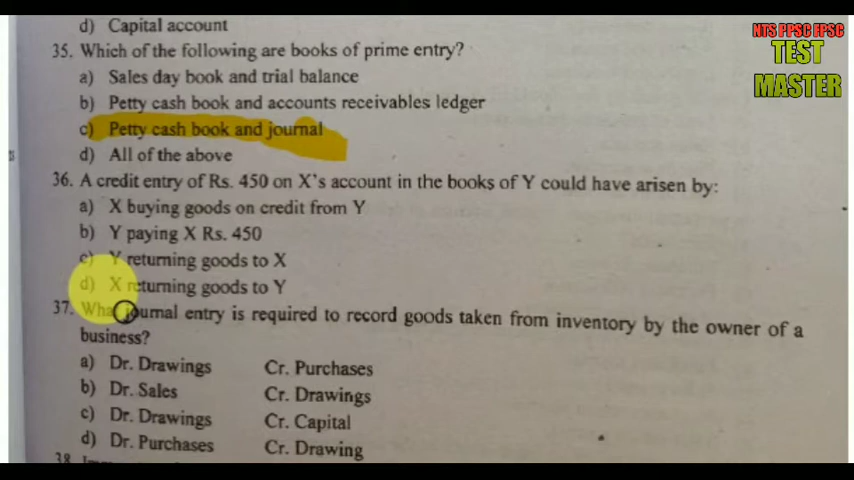 d) Capital account
35. Which of the following are books of prime entry?
a) Sales day book and trial balance
b) Petty cash book and accounts receivables ledger
c) Petty cash book and journal
d) All of the above
36. A credit entry of Rs. 450 on X's account in the books of Y could have arisen by:
a) X buying goods on credit from Y
b) Y paying X Rs. 450
c) Y returning goods to X
d) X returning goods to Y
37. What journal entry is required to record goods taken from inventory by the owner of a
business?
a) Dr. Drawings Cr. Purchases
b) Dr. Sales Cr. Drawings
c) Dr. Drawings Cr. Capital
d) Dr. Purchases Cr. Drawing
38.
NTS PPSC FPSC
TEST
MASTER